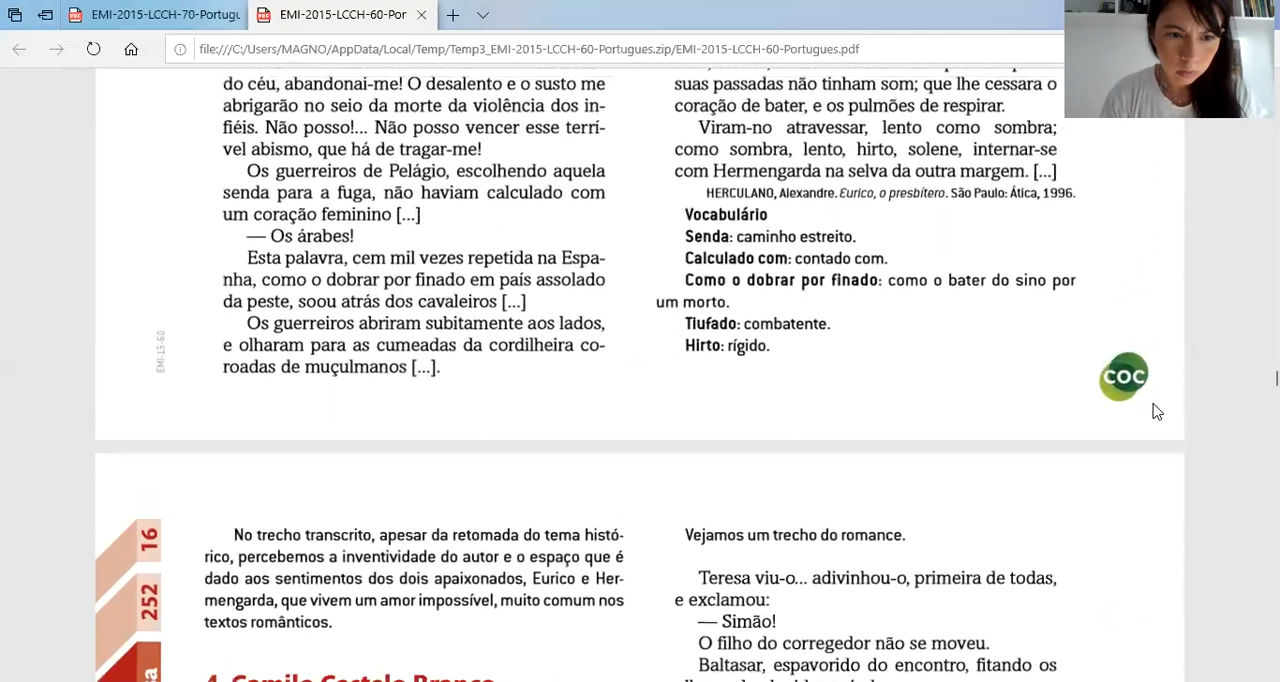 EMI-2015-LCCH-70-Portugu
EMI-2015-LCCH-60-Por
file:///C:/Users/MAGNO/AppData/Local/Temp/Temp3_EMI-2015-LCCH-60-Portugues.zip/EMI-2015-LCCH-60-Portugues.pdf
do céu, abandonai-me! O desalento e o susto me
abrigarão no seio da morte da violência dos in-
fiéis. Não posso!... Não posso vencer esse terrí-
vel abismo, que há de tragar-me!
Os guerreiros de Pelágio, escolhendo aquela
senda para a fuga, não haviam calculado com
um coração feminino [...]
— Os árabes!
Esta palavra, cem mil vezes repetida na Espa-
nha, como o dobrar por finado em país assolado
da peste, soou atrás dos cavaleiros [...]
Os guerreiros abriram subitamente aos lados,
e olharam para as cumeadas da cordilheira co-
roadas de muçulmanos [...].
EMI-15-60
suas passadas não tinham som; que lhe cessara o
coração de bater, e os pulmões de respirar.
Viram-no atravessar, lento como sombra;
como sombra, lento, hirto, solene, internar-se
com Hermengarda na selva da outra margem. [...]
HERCULANO, Alexandre. Eurico, o presbítero. São Paulo: Ática, 1996.
Vocabulário
Senda: caminho estreito.
Calculado com: contado com.
Como o dobrar por finado: como o bater do sino por
um morto.
Tiufado: combatente.
Hirto: rígido.
COC
16
252
No trecho transcrito, apesar da retomada do tema histó-
rico, percebemos a inventividade do autor e o espaço que é
dado aos sentimentos dos dois apaixonados, Eurico e Her-
mengarda, que vivem um amor impossível, muito comum nos
textos românticos.
4. Camilo Castelo Branco
Vejamos um trecho do romance.
Teresa viu-o... adivinhou-o, primeira de todas,
e exclamou:
— Simão!
O filho do corregedor não se moveu.
Baltasar, espavorido do encontro, fitando os